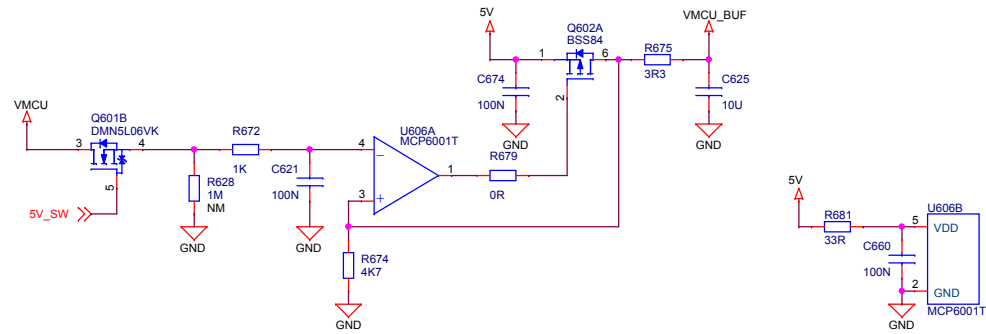 5V
Q602A
BSS84
VMCU_BUF
1
6
R675
3R3
C674
100N
2
C625
10U
GND
GND
VMCU
Q601B
DMN5L06VK
3
4
5
5V_SW
R672
1K
R628
1M
NM
GND
C621
100N
GND
U606A
MCP6001T
4
−
3
+
1
R679
0R
R674
4K7
GND
5V
R681
33R
C660
100N
GND
U606B
5
VDD
2
GND
MCP6001T